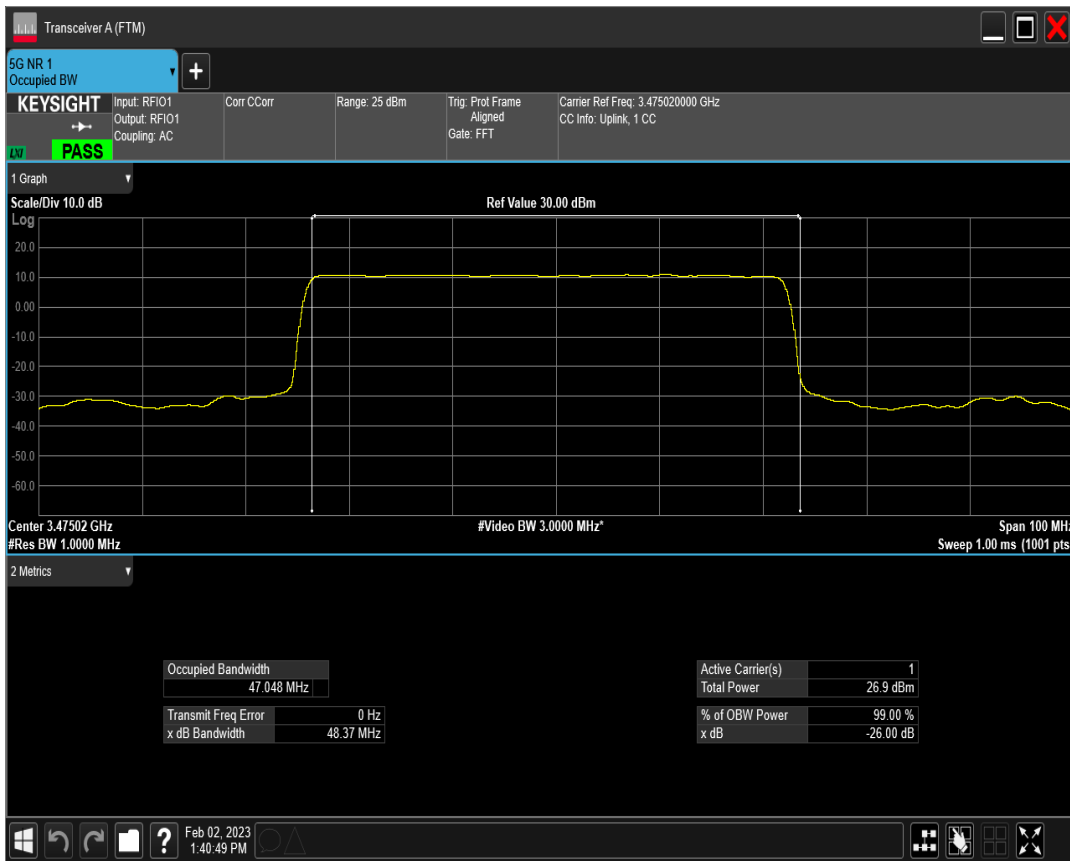 Transceiver A (FTM)
5G NR 1
Occupied BW
+
KEYSIGHT
LXI
PASS
Input: RFIO1
Output: RFIO1
Coupling: AC
Corr CCorr
Range: 25 dBm
Trig: Prot Frame
Aligned
Gate: FFT
Carrier Ref Freq: 3.475020000 GHz
CC Info: Uplink, 1 CC
1 Graph
Scale/Div 10.0 dB
Ref Value 30.00 dBm
Log
20.0
10.0
0.00
-10.0
-20.0
-30.0
-40.0
-50.0
-60.0
Center 3.47502 GHz
#Video BW 3.0000 MHz*
Span 100 MHz
#Res BW 1.0000 MHz
Sweep 1.00 ms (1001 pts
2 Metrics
Occupied Bandwidth
47.048 MHz
Transmit Freq Error 0 Hz
x dB Bandwidth 48.37 MHz
Active Carrier(s) 1
Total Power 26.9 dBm
% of OBW Power 99.00 %
x dB -26.00 dB
?
Feb 02, 2023
1:40:49 PM